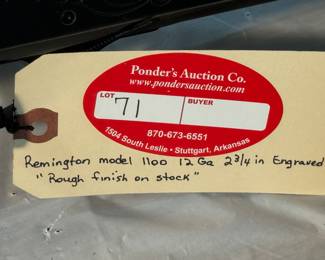 Ponder's Auction Co.
www.pondersauction.com
LOT
71
BUYER
870-673-6551
1504 South Leslie • Stuttgart, Arkansas
Remington model 1100 12 Ga 2 3/4 in Engraved
"Rough finish on stock"